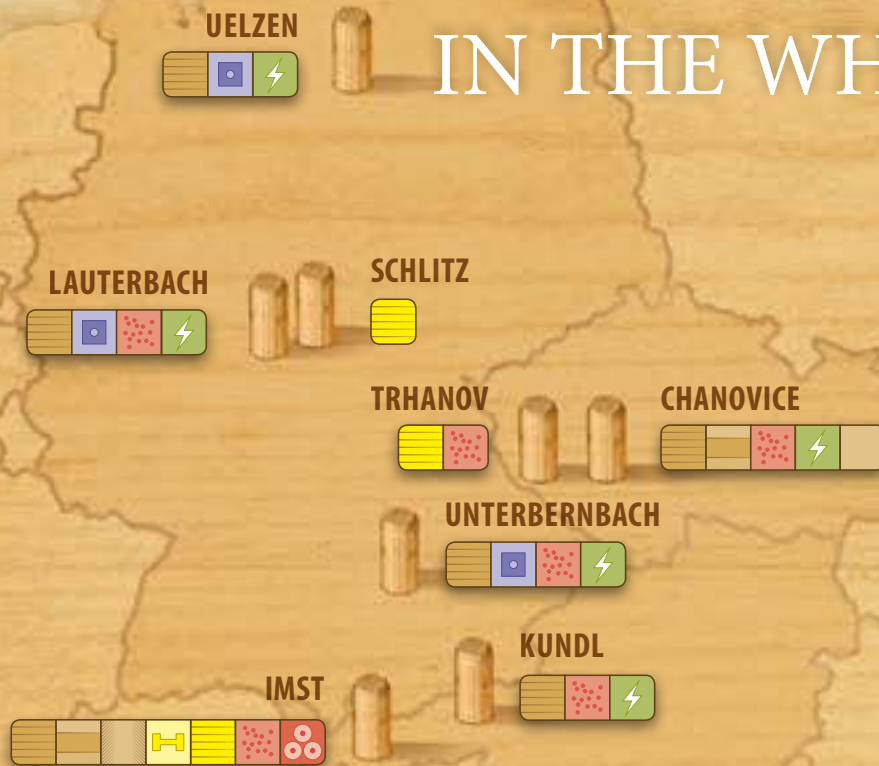 UELZEN
IN THE WH
LAUTERBACH
SCHLITZ
TRHANOV
CHANOVICE
UNTERBERNBACH
KUNDL
IMST